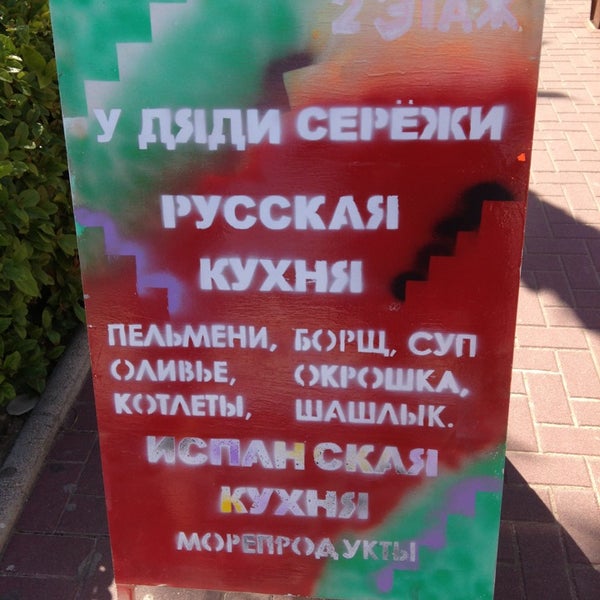 2 ЭТАЖ
У ДЯДИ СЕРЁЖИ
РУССКАЯ
КУХНЯ
ПЕЛЬМЕНИ, БОРЩ, СУП
ОЛИВЬЕ, ОКРОШКА,
КОТЛЕТЫ, ШАШЛЫК.
ИСПАНСКАЯ
КУХНЯ
МОРЕПРОДУКТЫ